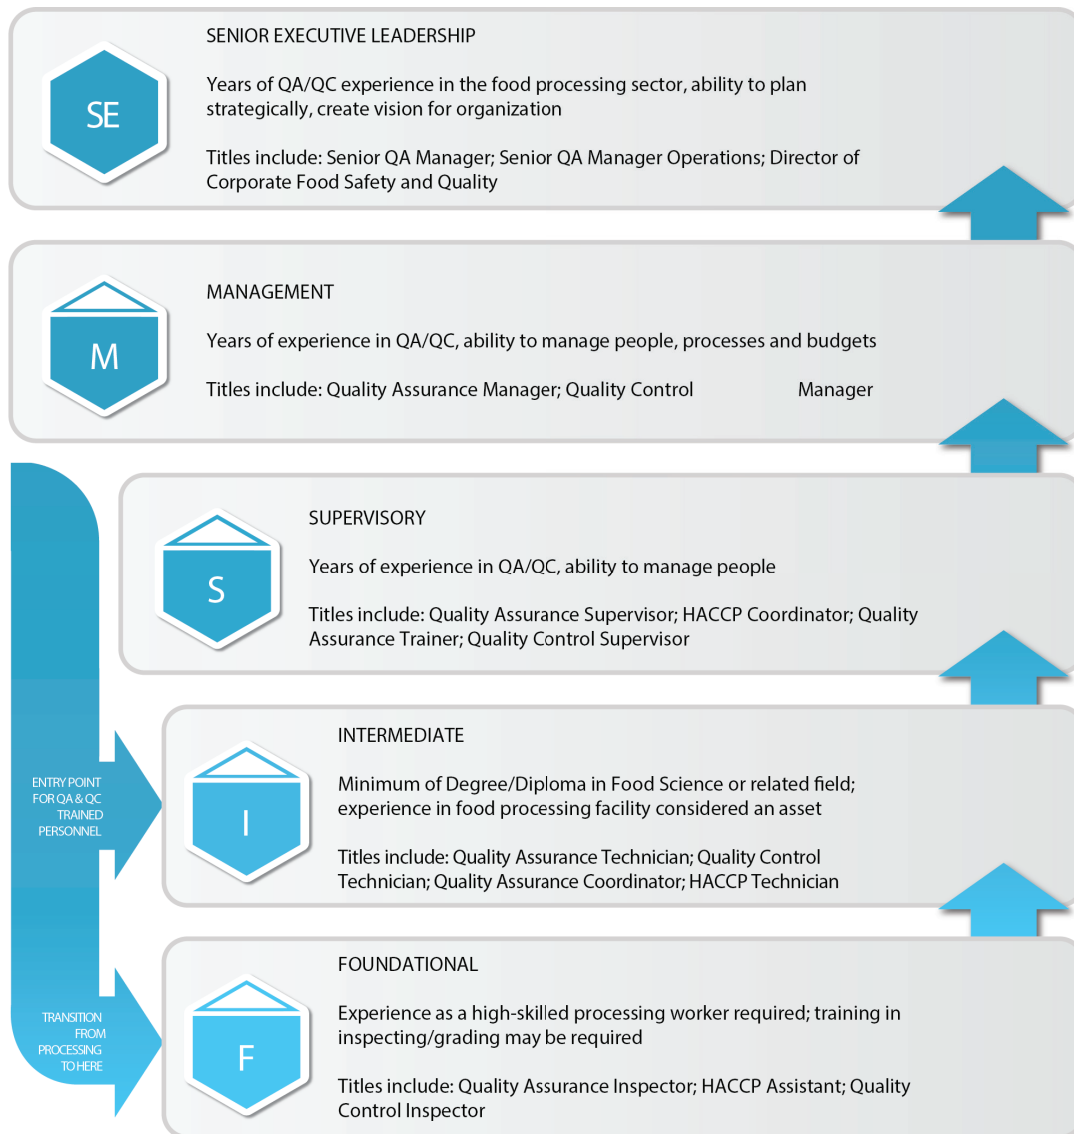 SE
SENIOR EXECUTIVE LEADERSHIP
Years of QA/QC experience in the food processing sector, ability to plan
strategically, create vision for organization
Titles include: Senior QA Manager; Senior QA Manager Operations; Director of
Corporate Food Safety and Quality
M
MANAGEMENT
Years of experience in QA/QC, ability to manage people, processes and budgets
Titles include: Quality Assurance Manager; Quality Control Manager
S
SUPERVISORY
Years of experience in QA/QC, ability to manage people
Titles include: Quality Assurance Supervisor; HACCP Coordinator; Quality
Assurance Trainer; Quality Control Supervisor
ENTRY POINT
FOR QA & QC
TRAINED
PERSONNEL
I
INTERMEDIATE
Minimum of Degree/Diploma in Food Science or related field;
experience in food processing facility considered an asset
Titles include: Quality Assurance Technician; Quality Control
Technician; Quality Assurance Coordinator; HACCP Technician
TRANSITION
FROM
PROCESSING
TO HERE
F
FOUNDATIONAL
Experience as a high-skilled processing worker required; training in
inspecting/grading may be required
Titles include: Quality Assurance Inspector; HACCP Assistant; Quality
Control Inspector